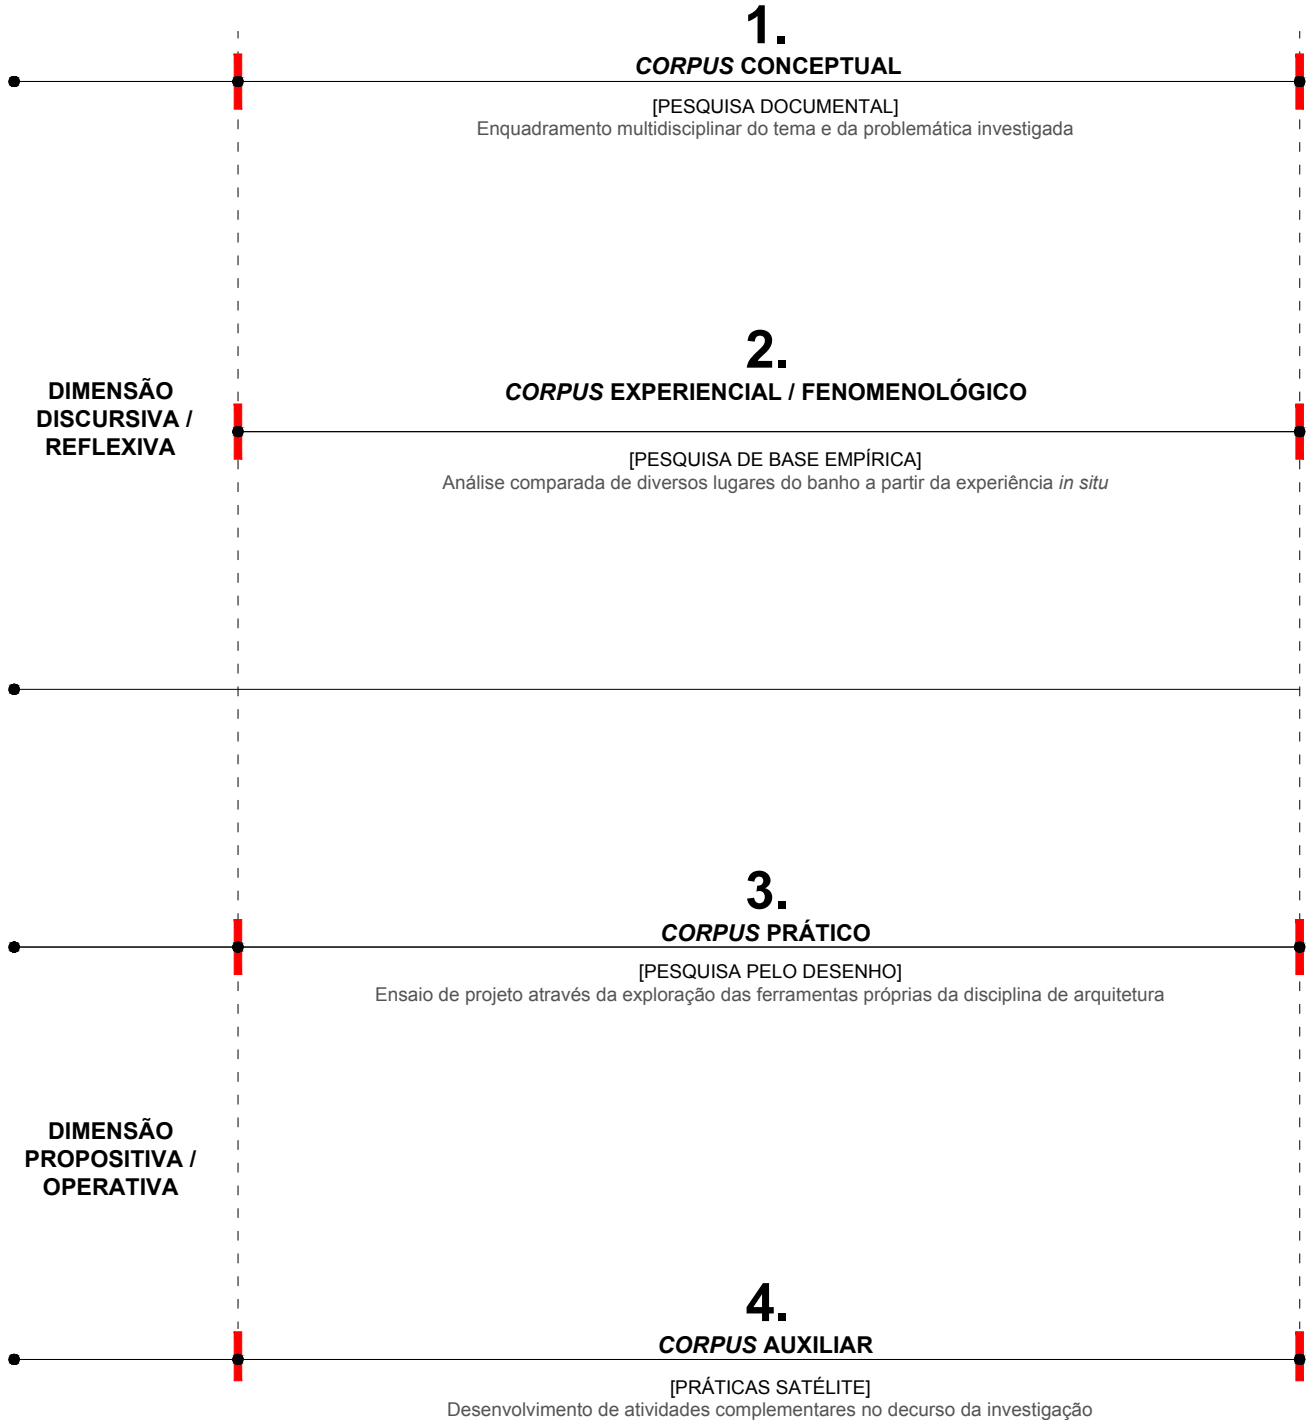 1.
CORPUS CONCEPTUAL
[PESQUISA DOCUMENTAL]
Enquadramento multidisciplinar do tema e da problemática investigada
2.
CORPUS EXPERIENCIAL / FENOMENOLÓGICO
DIMENSÃO
DISCURSIVA /
REFLEXIVA
[PESQUISA DE BASE EMPÍRICA]
Análise comparada de diversos lugares do banho a partir da experiência in situ
3.
CORPUS PRÁTICO
[PESQUISA PELO DESENHO]
Ensaio de projeto através da exploração das ferramentas próprias da disciplina de arquitetura
DIMENSÃO
PROPOSITIVA /
OPERATIVA
4.
CORPUS AUXILIAR
[PRÁTICAS SATÉLITE]
Desenvolvimento de atividades complementares no decurso da investigação